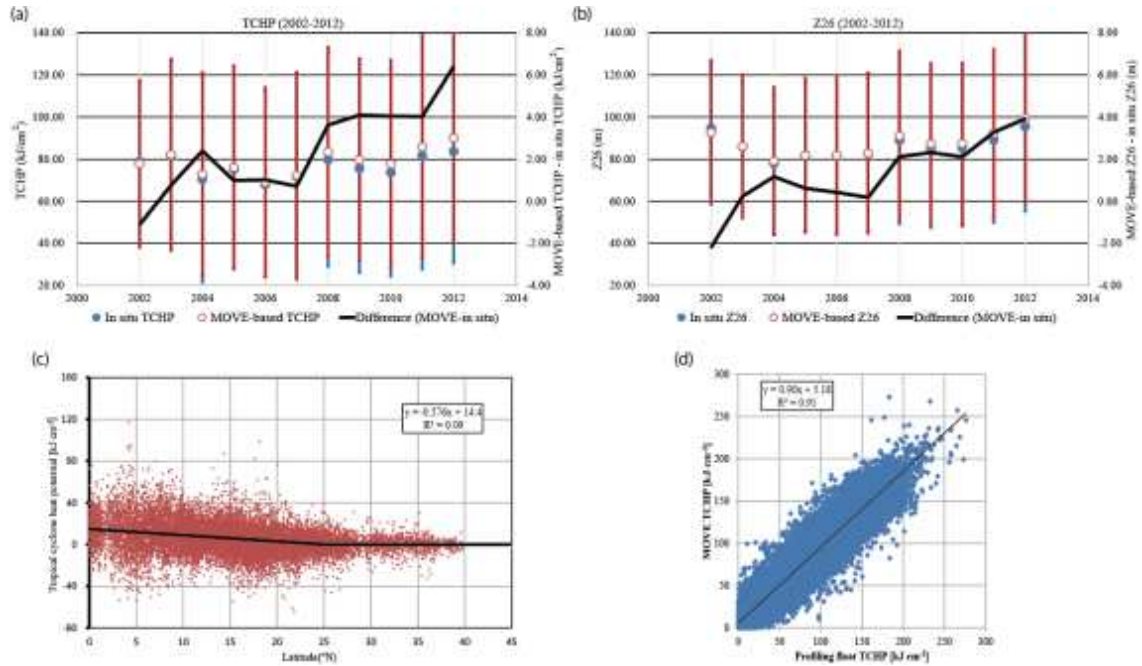 (a)
TCHP (2002-2012)
140.00
120.00
100.00
80.00
60.00
40.00
20.00
TCHP (kJ/cm²)
8.00
6.00
4.00
2.00
0.00
-2.00
-4.00
MOVE-based TCHP - in situ TCHP (kJ/cm²)
2000 2002 2004 2006 2008 2010 2012 2014
In situ TCHP MOVE-based TCHP Difference (MOVE-in situ)
(b)
Z26 (2002-2012)
140.00
120.00
100.00
80.00
60.00
40.00
20.00
Z26 (m)
8.00
6.00
4.00
2.00
0.00
-2.00
-4.00
MOVE-based Z26 - in situ Z26 (m)
2000 2002 2004 2006 2008 2010 2012 2014
In situ Z26 MOVE-based Z26 Difference (MOVE-in situ)
(c)
160
120
80
40
0
-40
-80
Tropical cyclone heat potential [kJ cm⁻²]
0 5 10 15 20 25 30 35 40 45
Latitude(°N)
(d)
300
250
200
150
100
50
0
MOVE TCHP [kJ cm⁻²]
0 50 100 150 200 250 300
Profiling float TCHP [kJ cm⁻²]